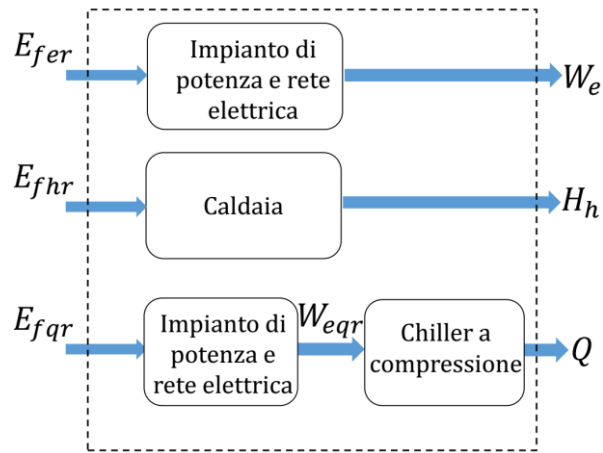 E_fer
Impianto di
potenza e rete
elettrica
W_e
E_fhr
Caldaia
H_h
E_fqr
Impianto di
potenza e
rete elettrica
W_eqr
Chiller a
compressione
Q